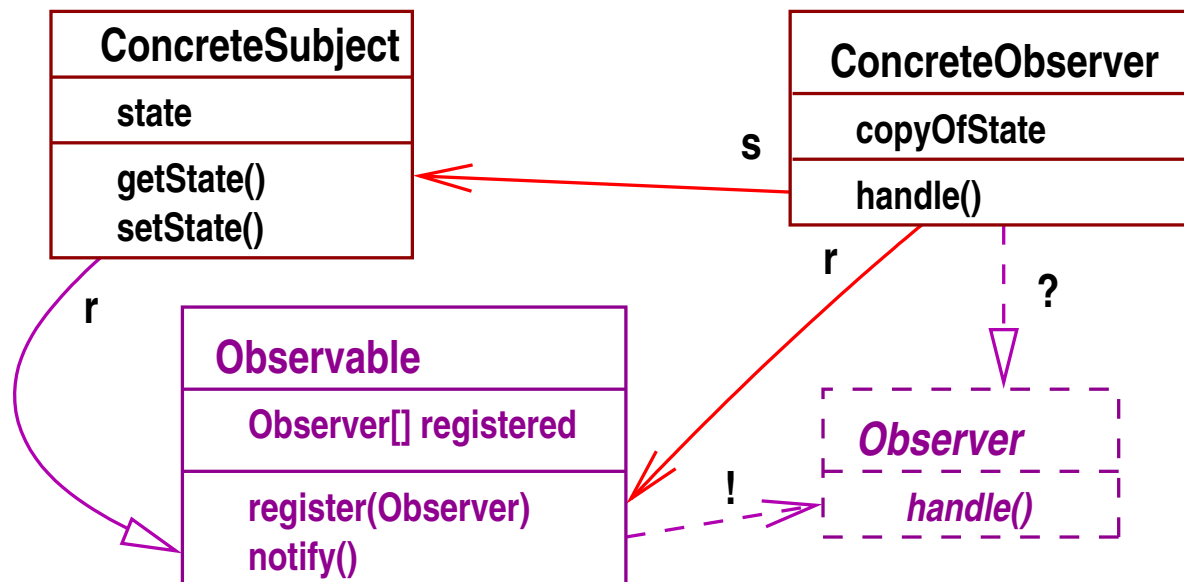 ConcreteSubject
state
getState()
setState()
ConcreteObserver
copyOfState
handle()
s
r
r
?
Observable
Observer[] registered
register(Observer)
notify()
!
Observer
handle()